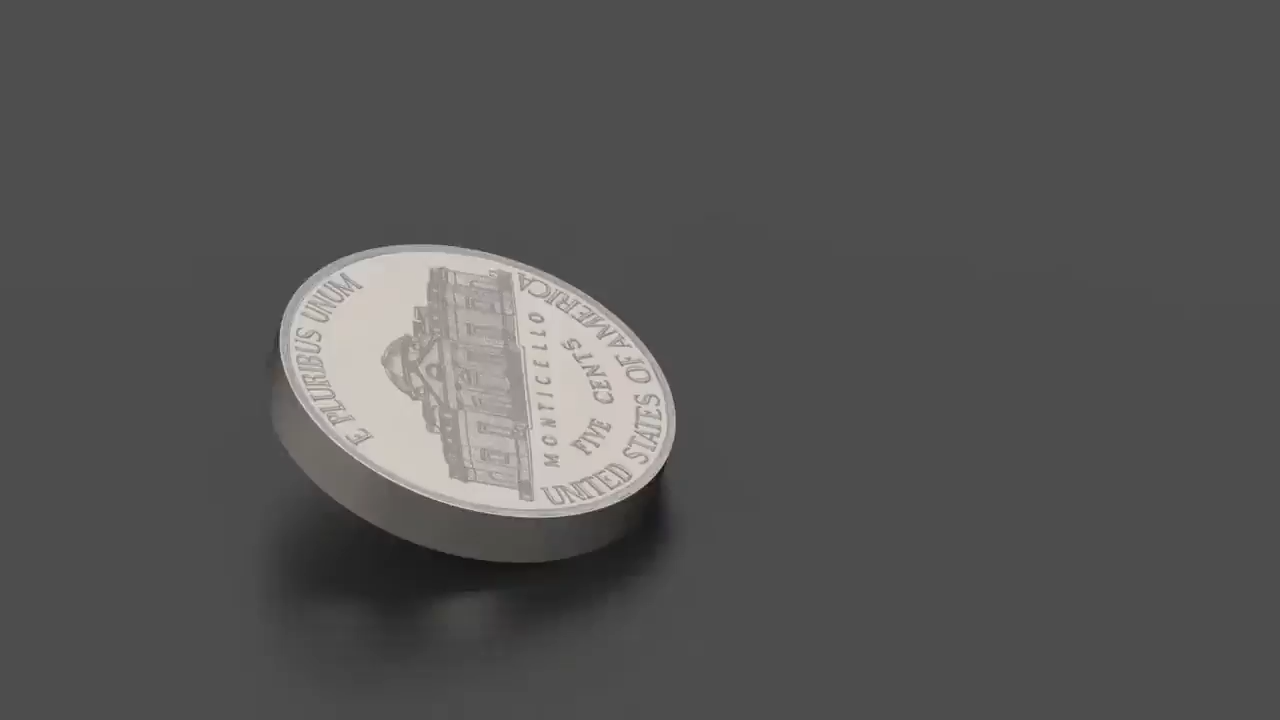 E PLURIBUS UNUM
MONTICELLO
FIVE CENTS
UNITED STATES OF AMERICA